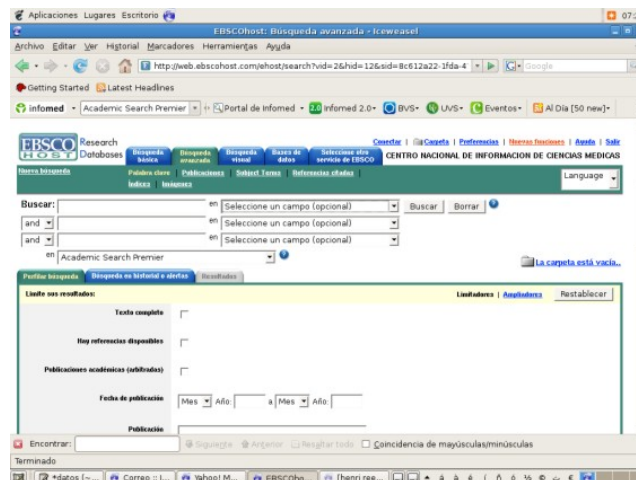 Aplicaciones Lugares Escritorio 07:
EBSCOhost: Búsqueda avanzada - Iceweasel
Archivo Editar Ver Historial Marcadores Herramientas Ayuda
http://web.ebscohost.com/ehost/search?vid=2&hid=12&sid=8c612a22-1fda-4 Google
Getting Started Latest Headlines
infomed Academic Search Premier Portal de Infomed Infomed 2.0 BVS UVS Eventos Al Día [50 new]
Conectar | Carpeta | Preferencias | Nuevas funciones | Ayuda | Salir
EBSCO HOST Research Databases
Búsqueda básica Búsqueda avanzada Búsqueda visual Bases de datos Seleccione otro servicio de EBSCO
CENTRO NACIONAL DE INFORMACION DE CIENCIAS MEDICAS
Nueva búsqueda Palabra clave | Publicaciones | Subject Terms | Referencias citadas | Language
Índices | Imágenes
Buscar: en Seleccione un campo (opcional) Buscar Borrar
and en Seleccione un campo (opcional)
and en Seleccione un campo (opcional)
en Academic Search Premier
La carpeta está vacía..
Perfilar búsqueda Búsqueda en historial o alertas Resultados
Limite sus resultados: Limitadores | Ampliadores Restablecer
Texto completo
Hay referencias disponibles
Publicaciones académicas (arbitradas)
Fecha de publicación Mes Año: a Mes Año:
Publicación
Encontrar: Siguiente Anterior Resaltar todo Coincidencia de mayúsculas/minúsculas
Terminado
*datos [~... Correo :: I... Yahoo! M... EBSCOho... [henri ree...